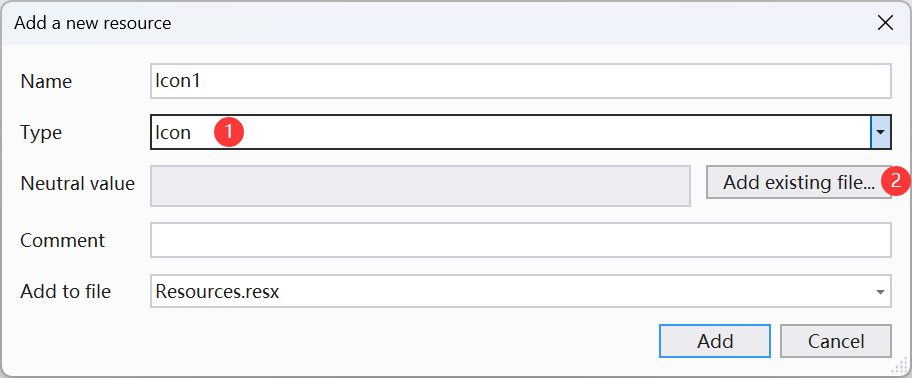 Add a new resource
Name Icon1
Type Icon 1
Neutral value Add existing file... 2
Comment
Add to file Resources.resx
Add Cancel